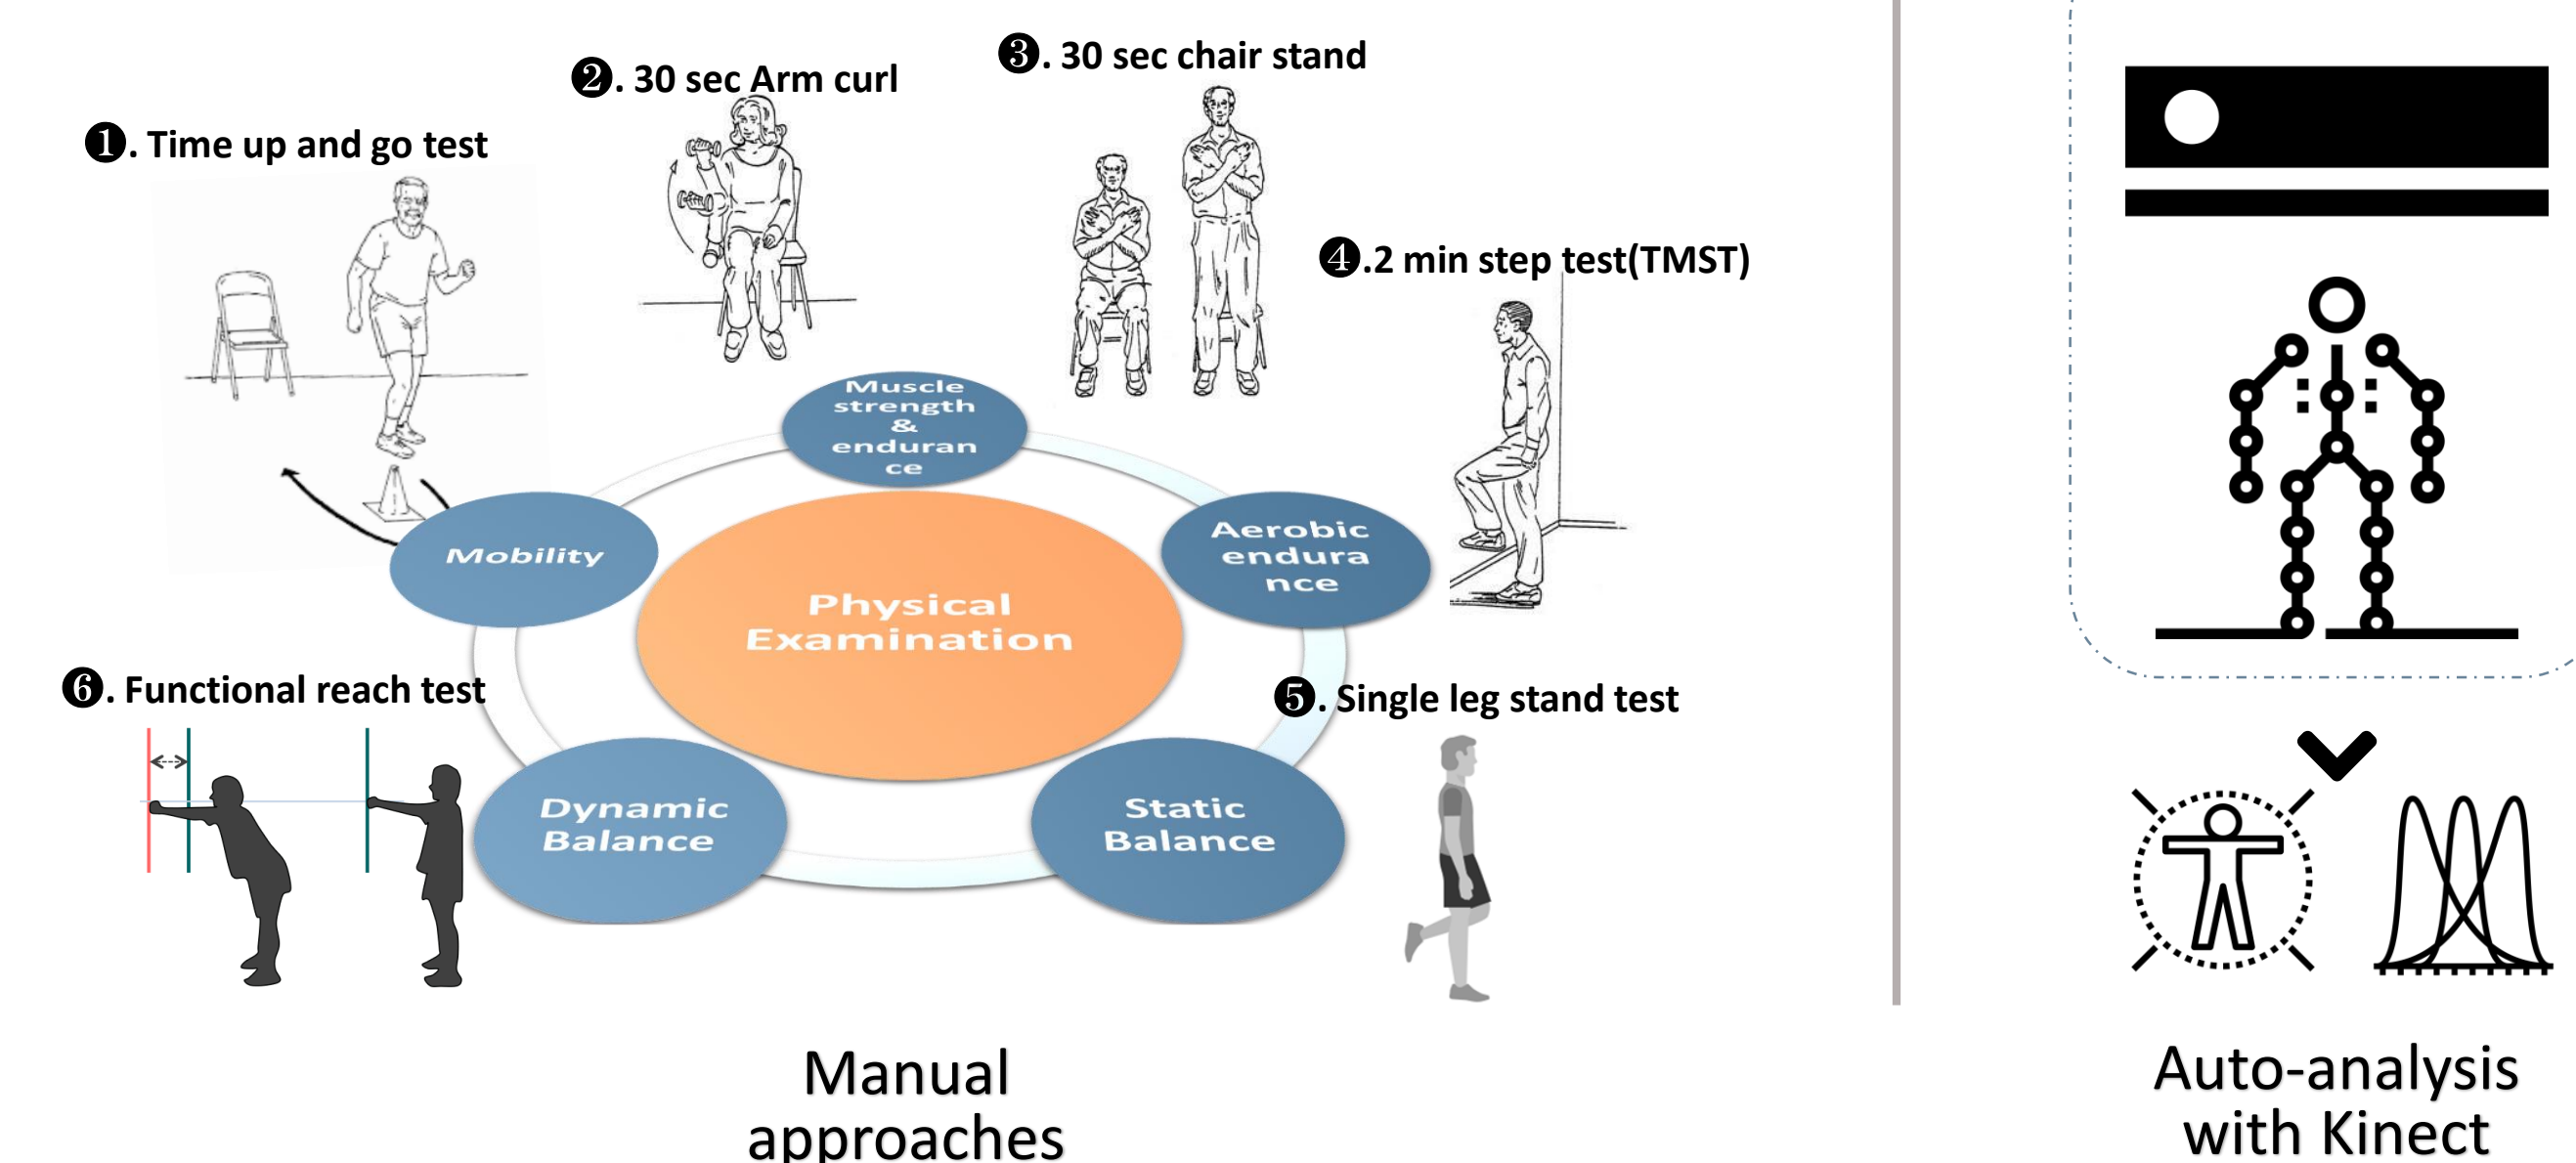 ❶. Time up and go test
❷. 30 sec Arm curl
❸. 30 sec chair stand
❹.2 min step test(TMST)
Muscle
strength
&
enduran
ce
Mobility
Aerobic
endura
nce
Physical
Examination
❻. Functional reach test
❺. Single leg stand test
Dynamic
Balance
Static
Balance
Manual
approaches
Auto-analysis
with Kinect